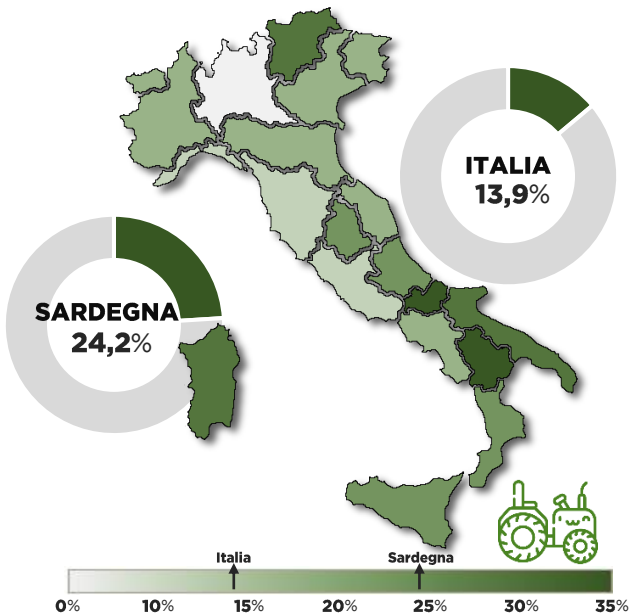 ITALIA
13,9%
SARDEGNA
24,2%
Italia
Sardegna
0% 10% 15% 20% 25% 30% 35%